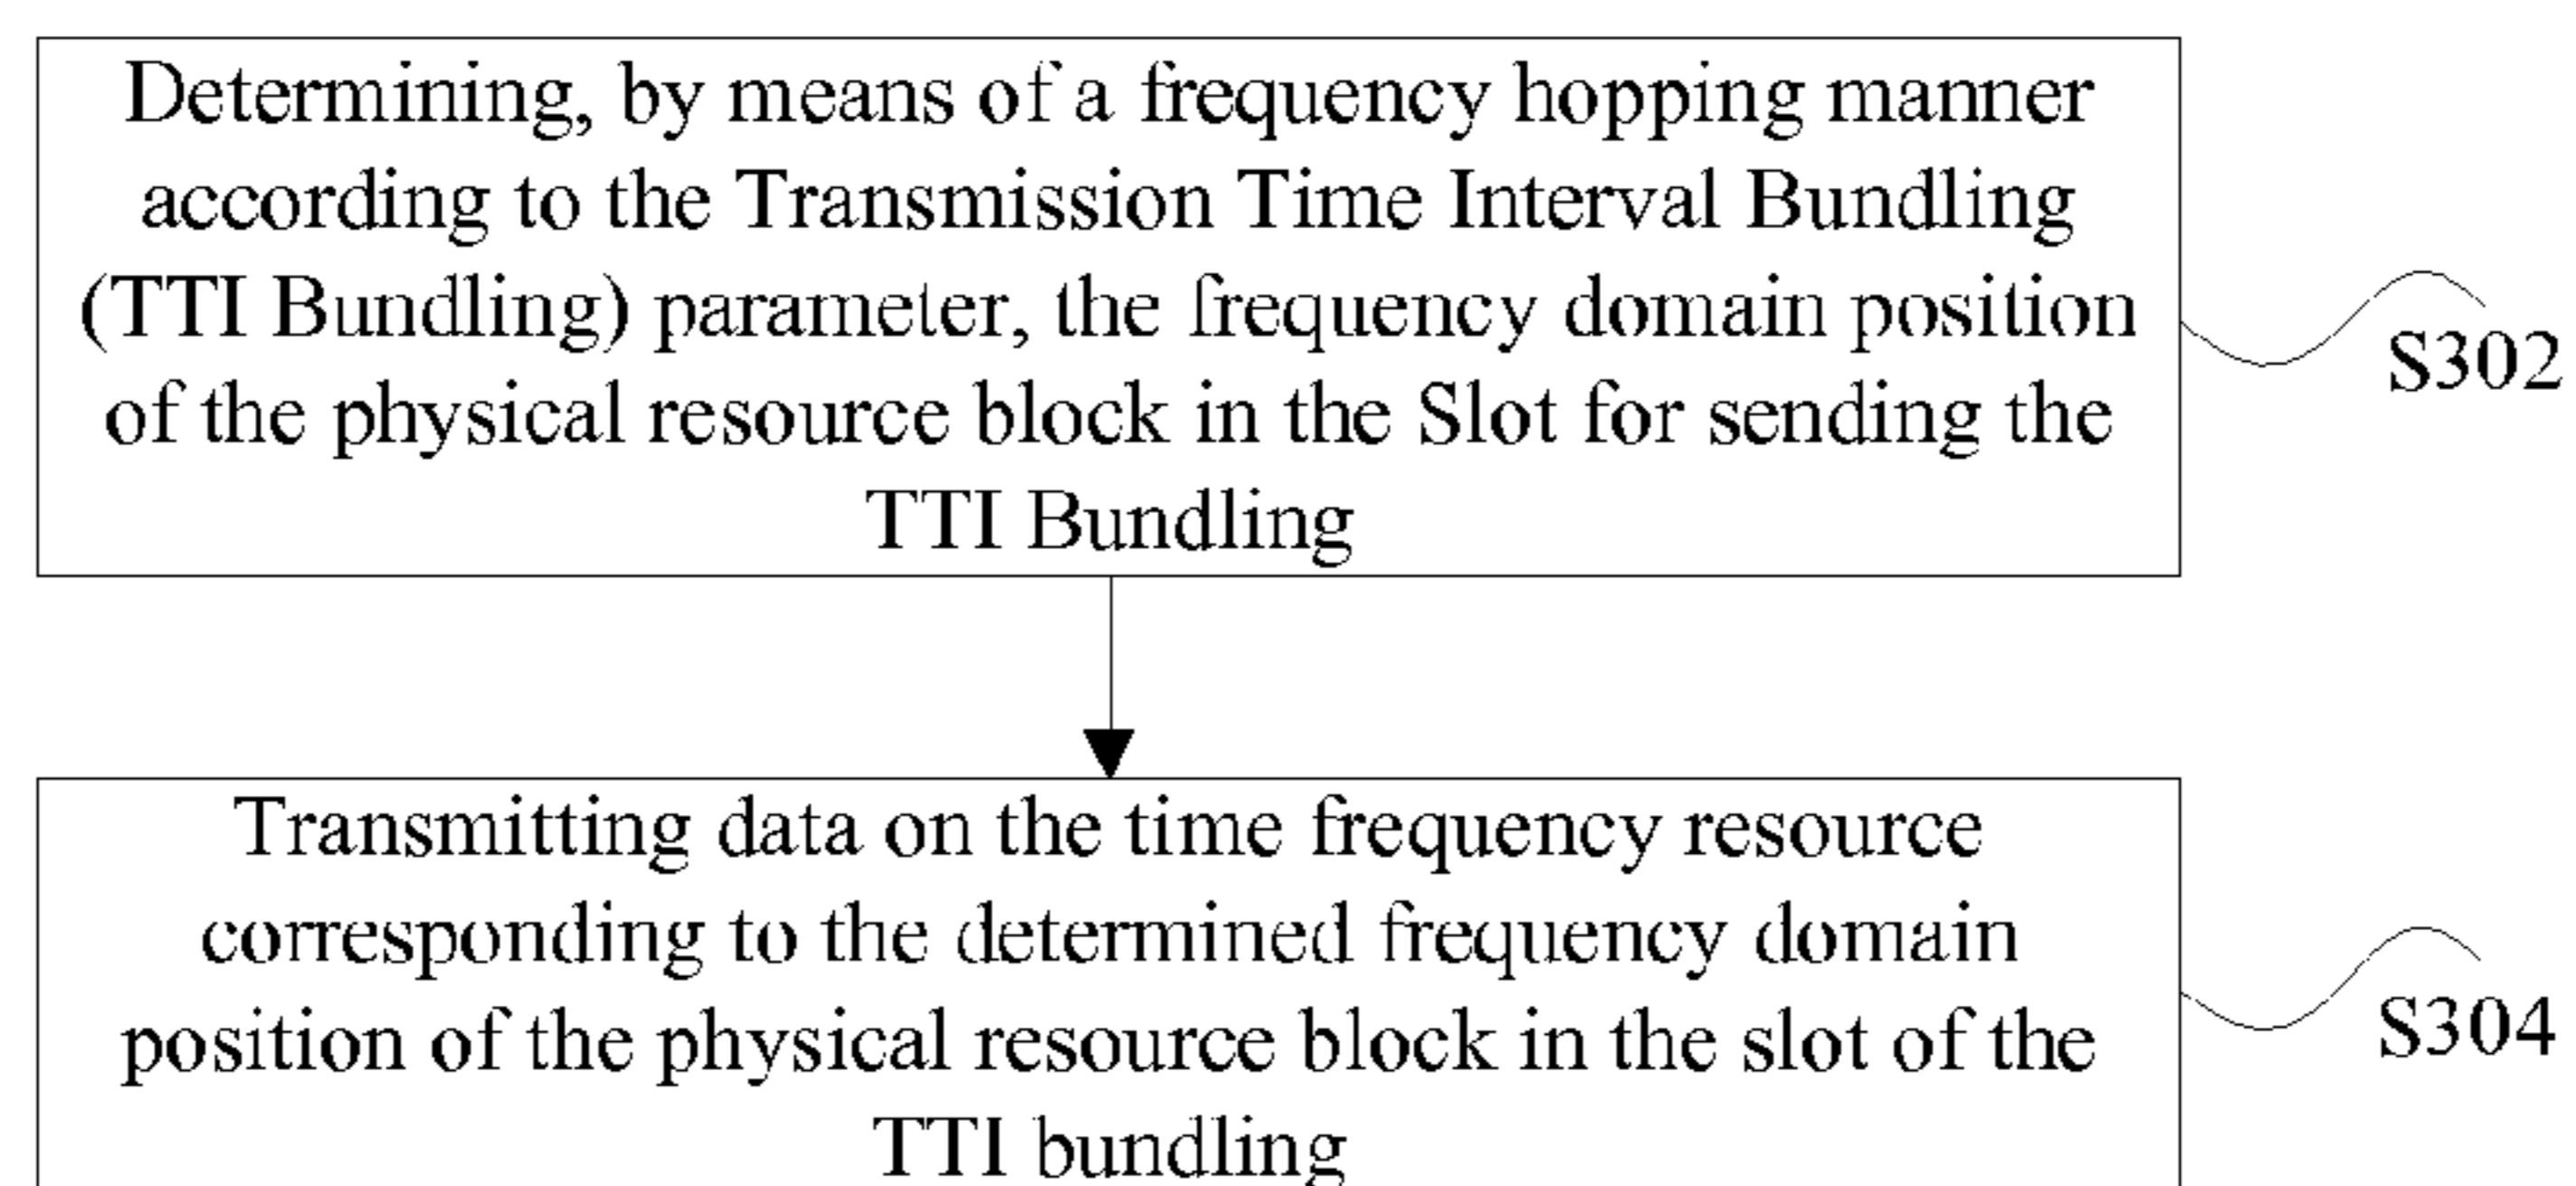 Determining, by means of a frequency hopping manner
according to the Transmission Time Interval Bundling
(TTI Bundling) parameter, the frequency domain position
of the physical resource block in the Slot for sending the
TTI Bundling
S302
Transmitting data on the time frequency resource
corresponding to the determined frequency domain
position of the physical resource block in the slot of the
TTI bundling
S304